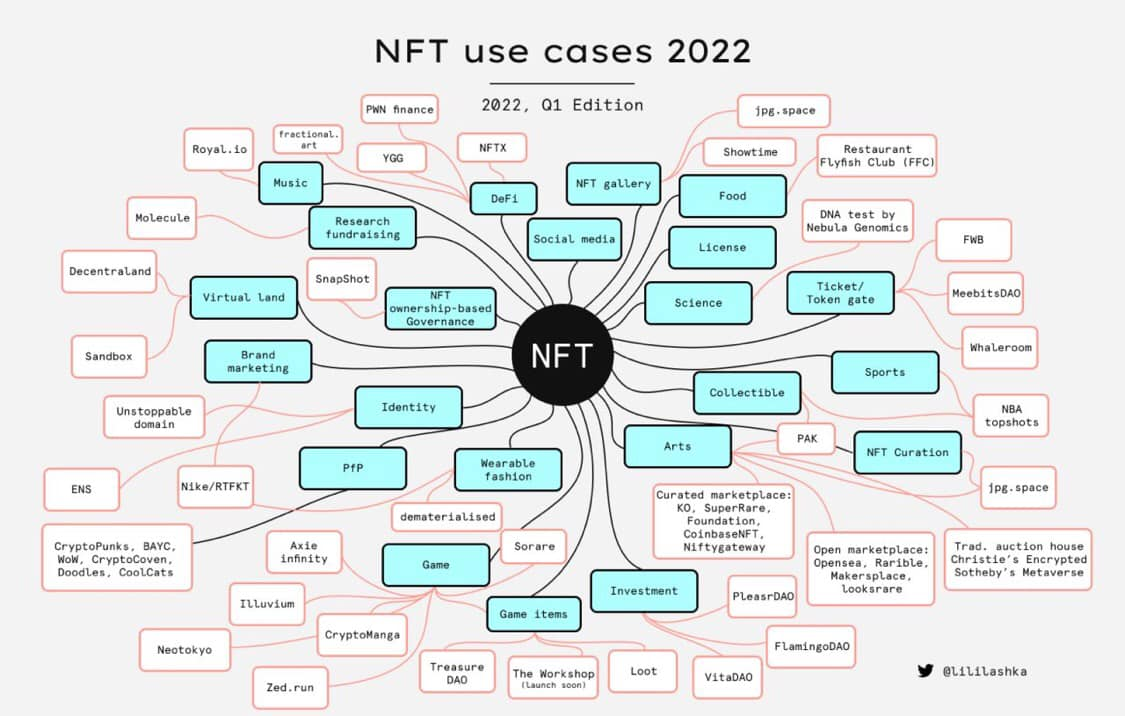 NFT use cases 2022
2022, Q1 Edition
PWN finance
jpg.space
fractional.
art
Royal.io
YGG
NFTX
Showtime
Restaurant
Flyfish Club (FFC)
Music
DeFi
NFT gallery
Food
Molecule
Research
fundraising
Social media
License
DNA test by
Nebula Genomics
FWB
Decentraland
SnapShot
Virtual land
NFT
ownership-based
Governance
Science
Ticket/
Token gate
MeebitsDAO
Sandbox
Brand
marketing
NFT
Whaleroom
Sports
Unstoppable
domain
Identity
Collectible
NBA
topshots
PAK
Arts
NFT Curation
PfP
Wearable
fashion
ENS
Nike/RTFKT
jpg.space
dematerialised
Curated marketplace:
KO, SuperRare,
Foundation,
CoinbaseNFT,
Niftygateway
CryptoPunks, BAYC,
WoW, CryptoCoven,
Doodles, CoolCats
Axie
infinity
Sorare
Open marketplace:
Opensea, Rarible,
Makersplace,
looksrare
Trad. auction house
Christie's Encrypted
Sotheby's Metaverse
Game
Investment
PleasrDAO
Illuvium
Game items
CryptoManga
Neotokyo
FlamingoDAO
Treasure
DAO
The Workshop
(launch soon)
Loot
VitaDAO
Zed.run
@lililashka